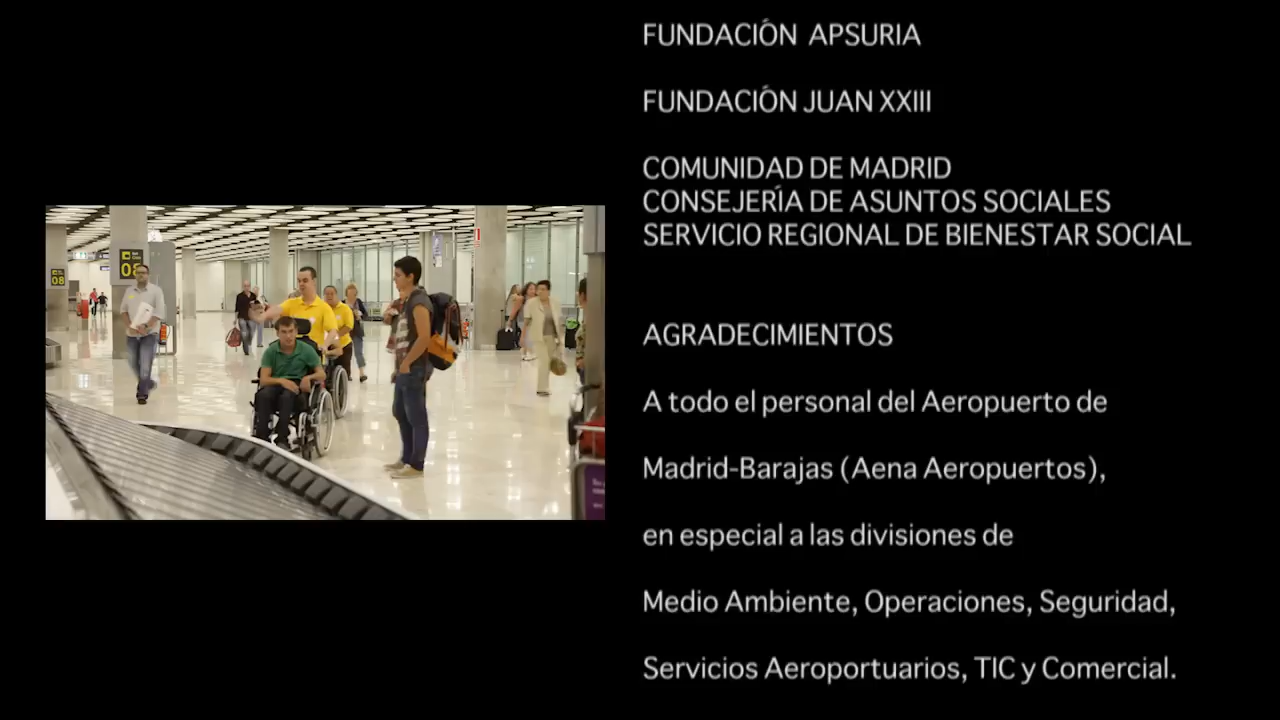 FUNDACIÓN APSURIA
FUNDACIÓN JUAN XXIII
COMUNIDAD DE MADRID
CONSEJERÍA DE ASUNTOS SOCIALES
SERVICIO REGIONAL DE BIENESTAR SOCIAL
AGRADECIMIENTOS
A todo el personal del Aeropuerto de
Madrid-Barajas (Aena Aeropuertos),
en especial a las divisiones de
Medio Ambiente, Operaciones, Seguridad,
Servicios Aeroportuarios, TIC y Comercial.
08
08